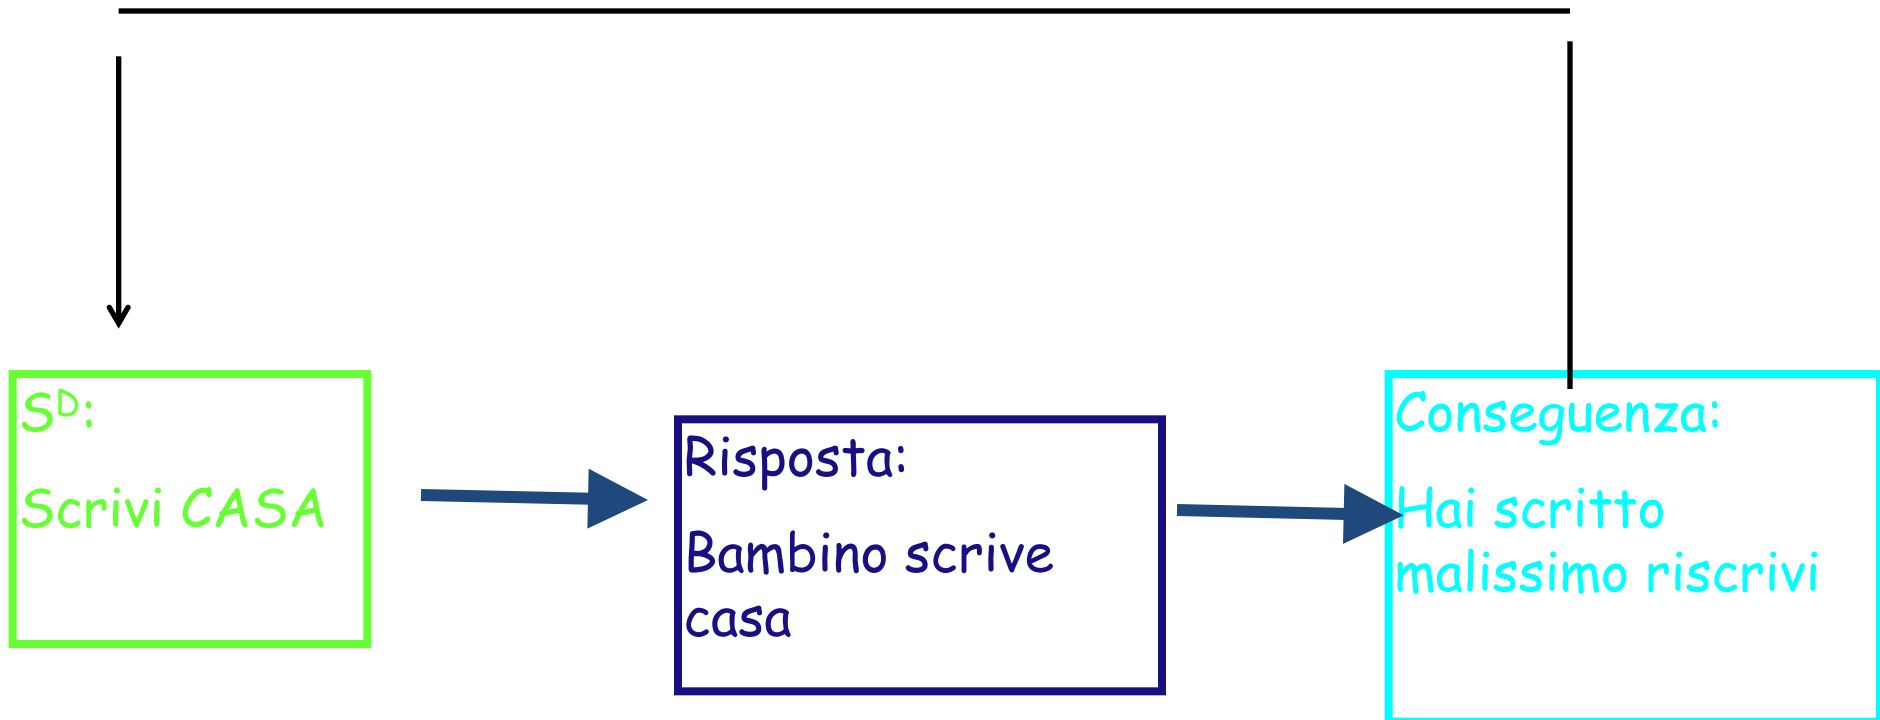 Sᴰ:
Scrivi CASA
Risposta:
Bambino scrive
casa
Conseguenza:
Hai scritto
malissimo riscrivi